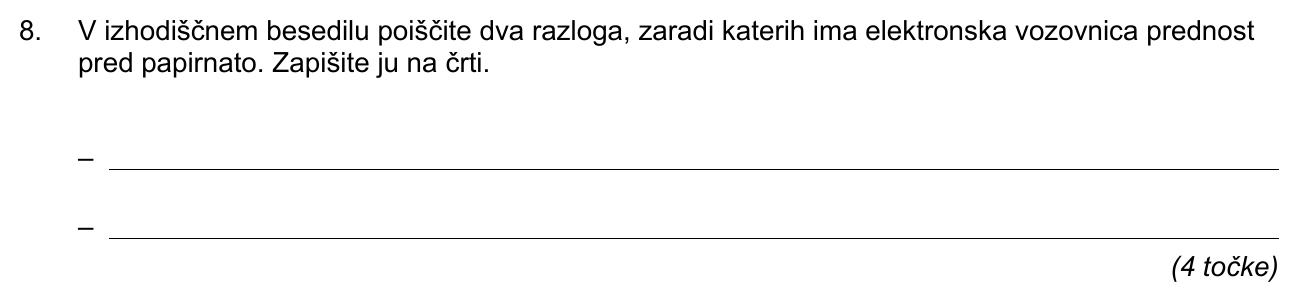 8. V izhodiščnem besedilu poiščite dva razloga, zaradi katerih ima elektronska vozovnica prednost
pred papirnato. Zapišite ju na črti.
–
–
(4 točke)